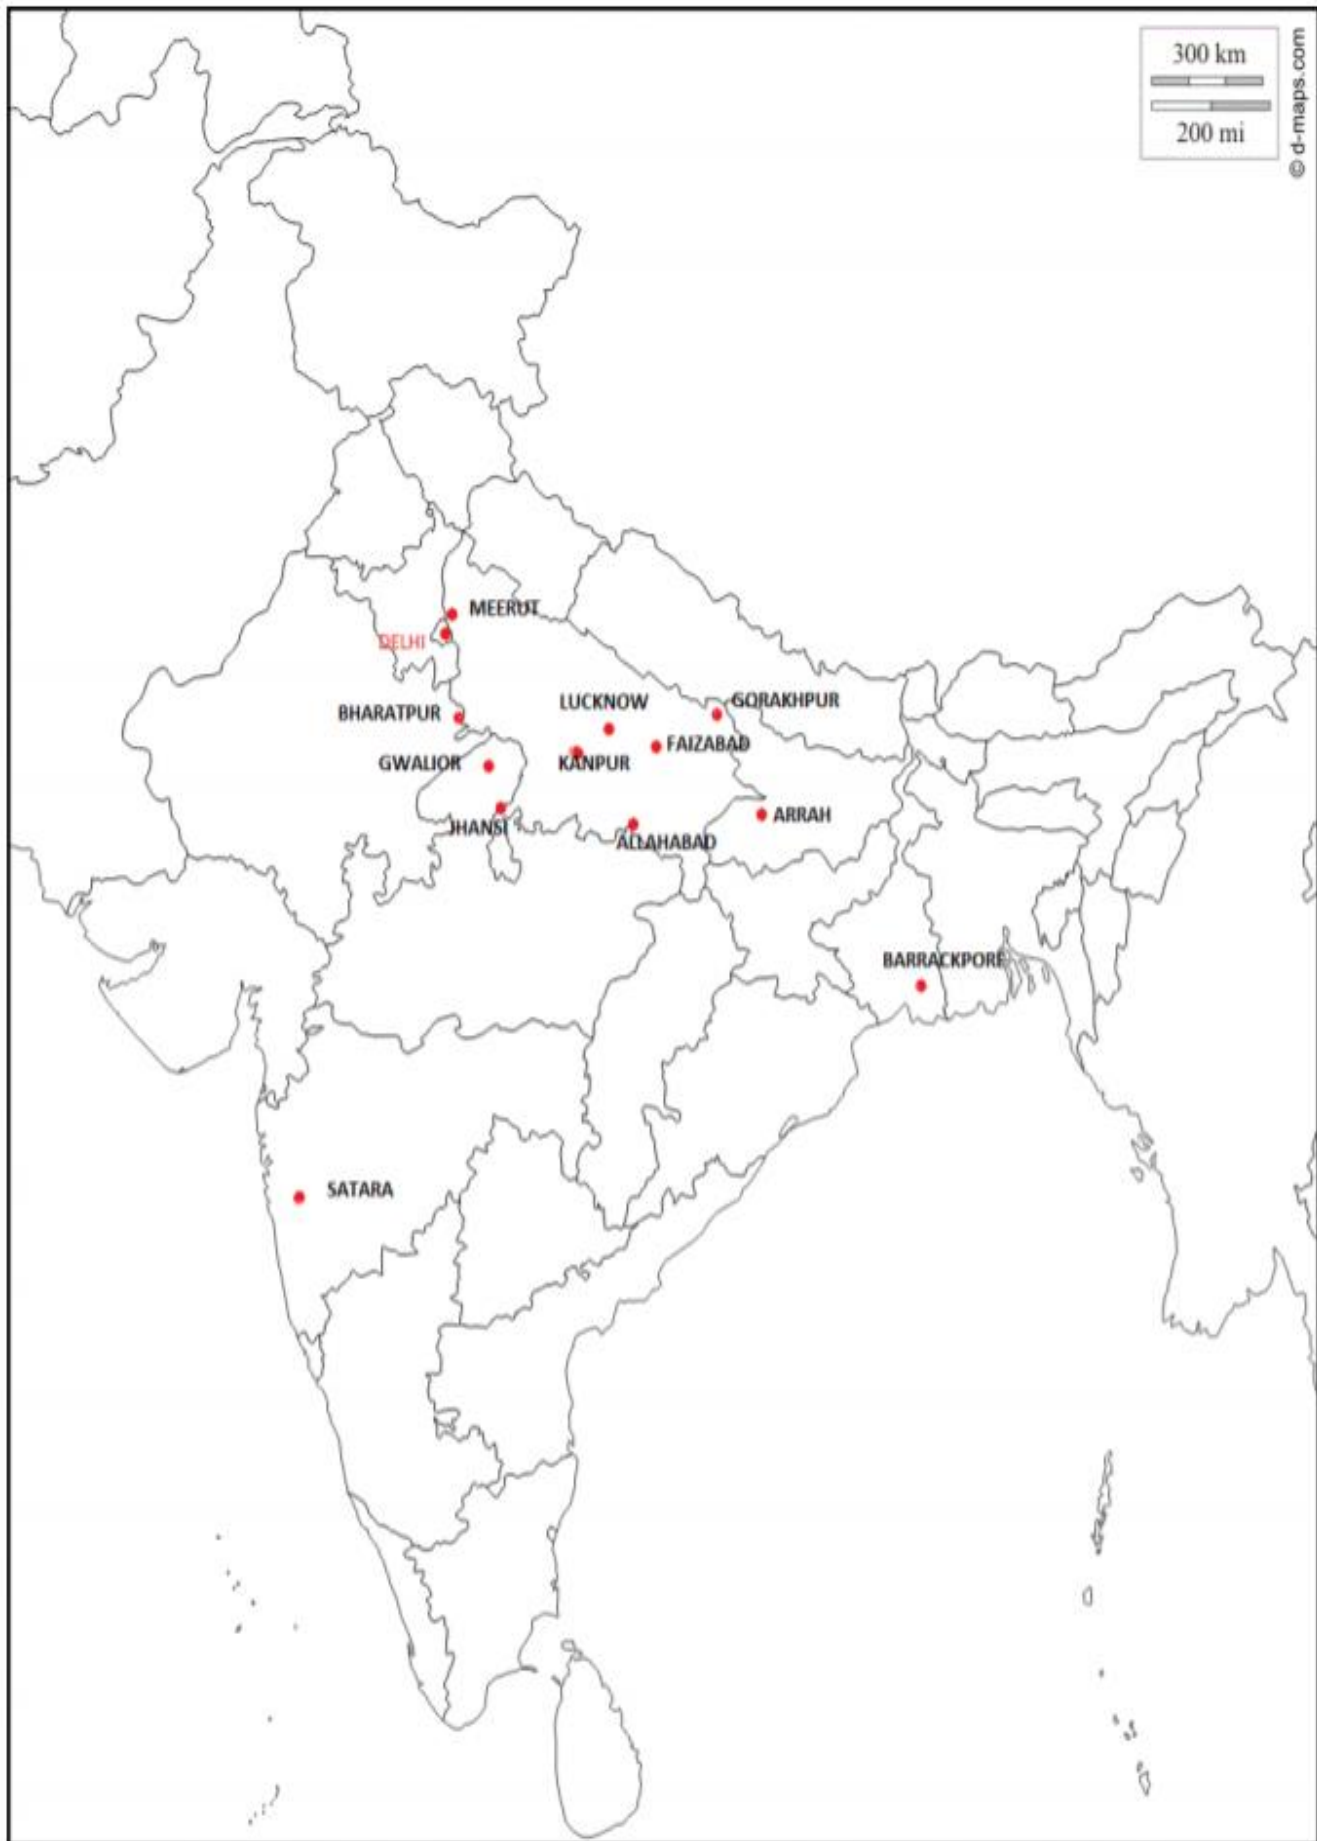 300 km
200 mi
© d-maps.com
MEERUT
DELHI
BHARATPUR
LUCKNOW
GORAKHPUR
FAIZABAD
GWALIOR
KANPUR
JHANSI
ARRAH
ALLAHABAD
BARRACKPORE
SATARA